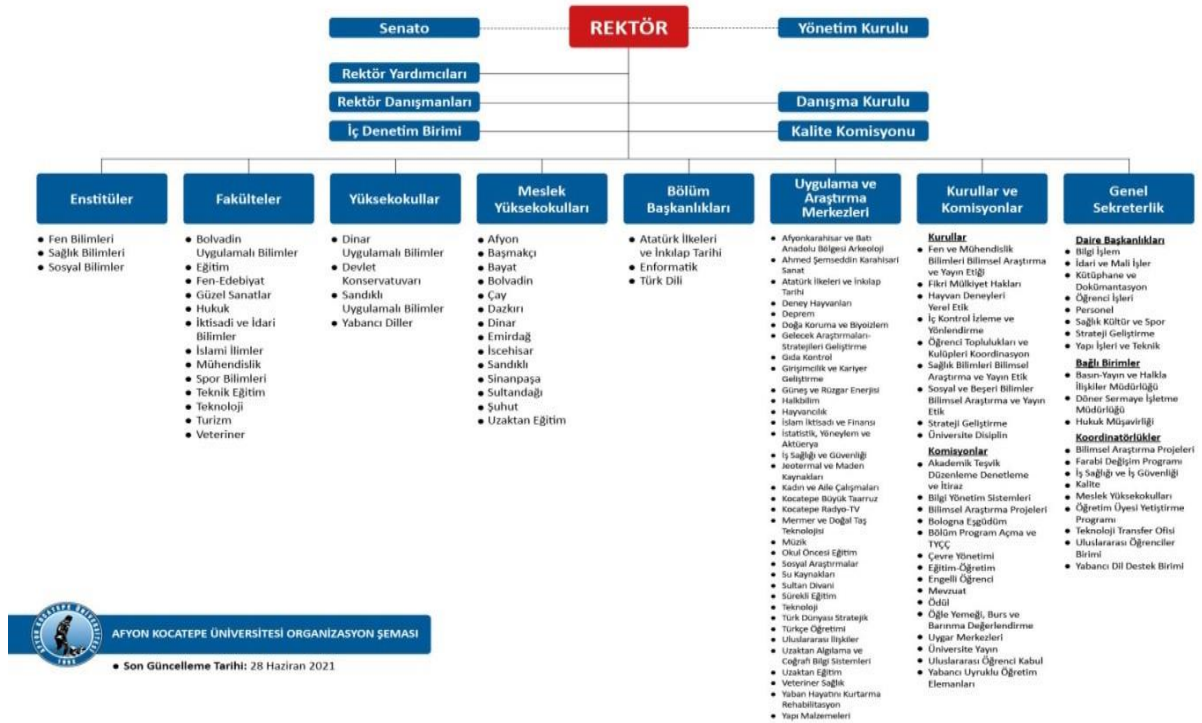 REKTÖR
Senato
Yönetim Kurulu
Rektör Yardımcıları
Rektör Danışmanları
Danışma Kurulu
İç Denetim Birimi
Kalite Komisyonu
Enstitüler
• Fen Bilimleri
• Sağlık Bilimleri
• Sosyal Bilimler
Fakülteler
• Bolvadin
Uygulamalı Bilimler
• Eğitim
• Fen-Edebiyat
• Güzel Sanatlar
• Hukuk
• İktisadi ve İdari
Bilimler
• İslami İlimler
• Mühendislik
• Spor Bilimleri
• Teknik Eğitim
• Teknoloji
• Turizm
• Veteriner
Yüksekokullar
• Dinar
Uygulamalı Bilimler
• Devlet
Konservatuvarı
• Sandıklı
Uygulamalı Bilimler
• Yabancı Diller
Meslek
Yüksekokulları
• Afyon
• Başmakçı
• Bayat
• Bolvadin
• Çay
• Dazkırı
• Dinar
• Emirdağ
• İscehisar
• Sandıklı
• Sinanpaşa
• Sultandağı
• Şuhut
• Uzaktan Eğitim
Bölüm
Başkanlıkları
• Atatürk İlkeleri
ve İnkılap Tarihi
• Enformatik
• Türk Dili
Uygulama ve
Araştırma
Merkezleri
• Afyonkarahisar ve Batı
Anadolu Bölgesi Arkeoloji
• Ahmed Şemseddin Karahisari
Sanat
• Atatürk İlkeleri ve İnkılap
Tarihi
• Deney Hayvanları
• Deprem
• Doğa Koruma ve Biyoizlem
• Gelecek Araştırmaları-
Stratejileri Geliştirme
• Gıda Kontrol
• Girişimcilik ve Kariyer
Geliştirme
• Güneş ve Rüzgar Enerjisi
• Halkbilim
• Hayvancılık
• İslam İktisadı ve Finansı
• İstatistik, Yöneylem ve
Aktüerya
• İş Sağlığı ve Güvenliği
• Jeotermal ve Maden
Kaynakları
• Kadın ve Aile Çalışmaları
• Kocatepe Büyük Taarruz
• Kocatepe Radyo-TV
• Mermer ve Doğal Taş
Teknolojisi
• Müzik
• Okul Öncesi Eğitim
• Sosyal Araştırmalar
• Su Kaynakları
• Sultan Divani
• Sürekli Eğitim
• Teknoloji
• Türk Dünyası Stratejik
• Türkçe Öğretimi
• Uluslararası İlişkiler
• Uzaktan Algılama ve
Coğrafi Bilgi Sistemleri
• Uzaktan Eğitim
• Veteriner Sağlık
• Yaban Hayatını Kurtarma
Rehabilitasyon
• Yapı Malzemeleri
Kurullar ve
Komisyonlar
Kurullar
• Fen ve Mühendislik
Bilimleri Bilimsel Araştırma
ve Yayın Etiği
• Fikri Mülkiyet Hakları
• Hayvan Deneyleri
Yerel Etik
• İç Kontrol İzleme ve
Yönlendirme
• Öğrenci Toplulukları ve
Kulüpleri Koordinasyon
• Sağlık Bilimleri Bilimsel
Araştırma ve Yayın Etik
• Sosyal ve Beşeri Bilimler
Bilimsel Araştırma ve Yayın
Etik
• Strateji Geliştirme
• Üniversite Disiplin
Komisyonlar
• Akademik Teşvik
Düzenleme Denetleme
ve İtiraz
• Bilgi Yönetim Sistemleri
• Bilimsel Araştırma Projeleri
• Bologna Eşgüdüm
• Bölüm Program Açma ve
TYÇÇ
• Çevre Yönetimi
• Eğitim-Öğretim
• Engelli Öğrenci
• Mevzuat
• Ödül
• Öğle Yemeği, Burs ve
Barınma Değerlendirme
• Uygar Merkezleri
• Üniversite Yayın
• Uluslararası Öğrenci Kabul
• Yabancı Uyruklu Öğretim
Elemanları
Genel
Sekreterlik
Daire Başkanlıkları
• Bilgi İşlem
• İdari ve Mali İşler
• Kütüphane ve
Dokümantasyon
• Öğrenci İşleri
• Personel
• Sağlık Kültür ve Spor
• Strateji Geliştirme
• Yapı İşleri ve Teknik
Bağlı Birimler
• Basın-Yayın ve Halkla
İlişkiler Müdürlüğü
• Döner Sermaye İşletme
Müdürlüğü
• Hukuk Müşavirliği
Koordinatörlükler
• Bilimsel Araştırma Projeleri
• Farabi Değişim Programı
• İş Sağlığı ve İş Güvenliği
• Kalite
• Meslek Yüksekokulları
• Öğretim Üyesi Yetiştirme
Programı
• Teknoloji Transfer Ofisi
• Uluslararası Öğrenciler
Birimi
• Yabancı Dil Destek Birimi
AFYON KOCATEPE ÜNİVERSİTESİ
1992
AFYON KOCATEPE ÜNİVERSİTESİ ORGANİZASYON ŞEMASI
• Son Güncelleme Tarihi: 28 Haziran 2021